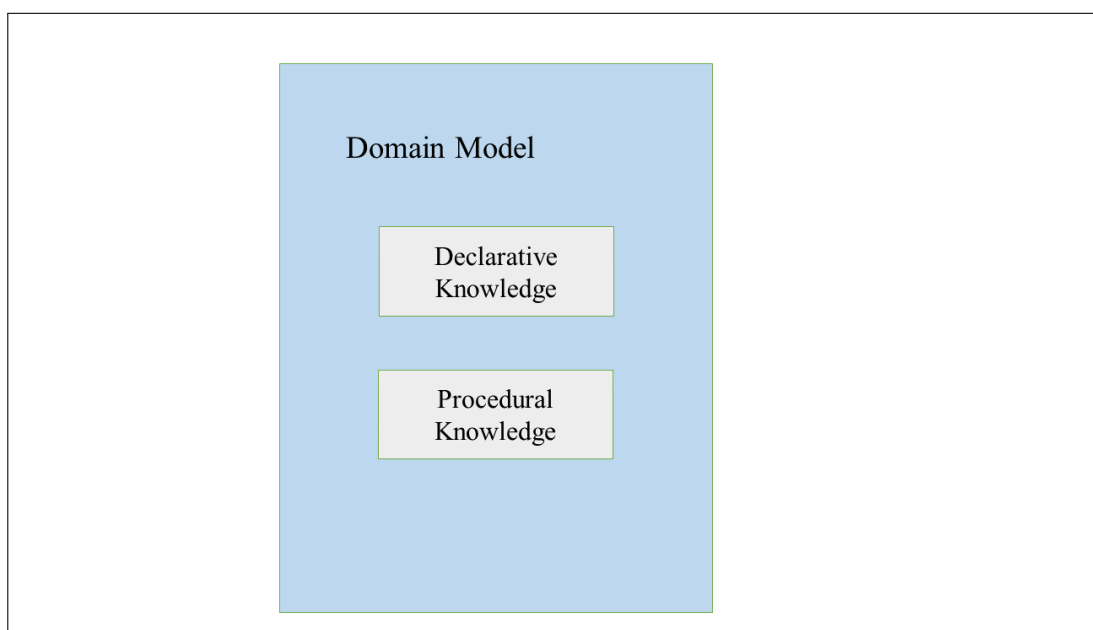 Domain Model
Declarative
Knowledge
Procedural
Knowledge